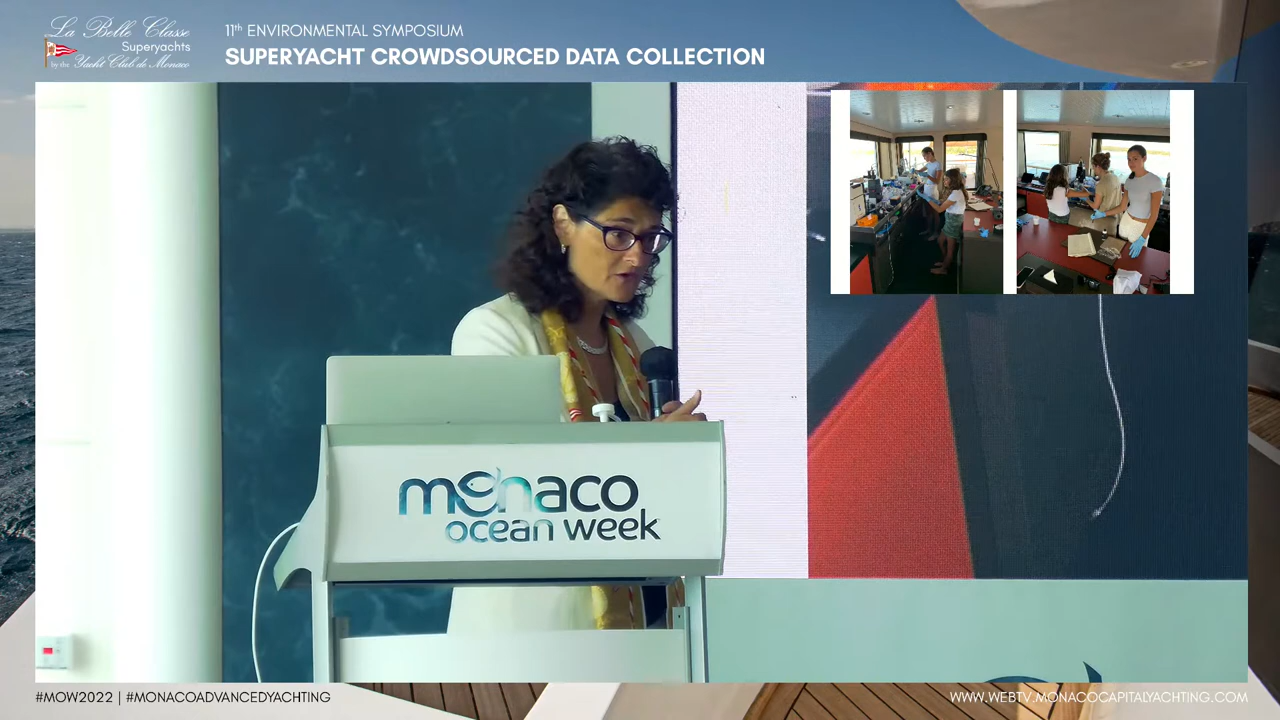 La Belle Classe
Superyachts
by the Yacht Club de Monaco
11th ENVIRONMENTAL SYMPOSIUM
SUPERYACHT CROWDSOURCED DATA COLLECTION
monaco
ocean week
#MOW2022 | #MONACOADVANCEDYACHTING
WWW.WEBTV.MONACOCAPITALYACHTING.COM